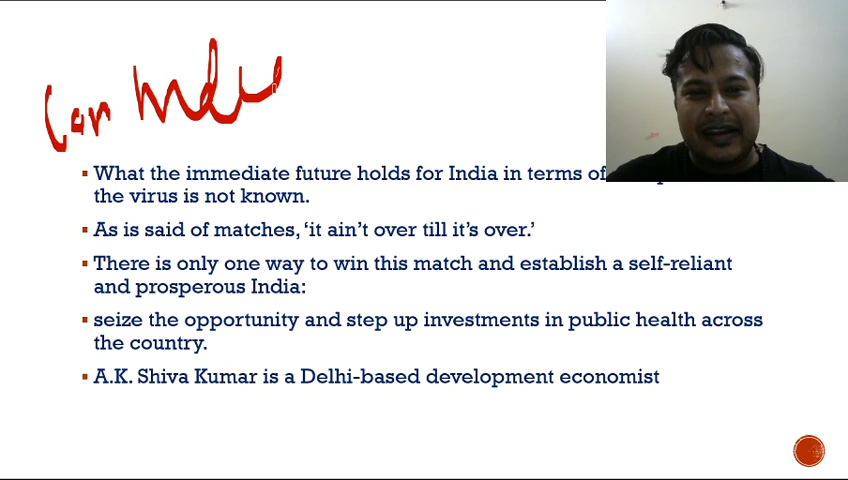 Can India
What the immediate future holds for India in terms of
the virus is not known.
As is said of matches, ‘it ain’t over till it’s over.’
There is only one way to win this match and establish a self-reliant
and prosperous India:
seize the opportunity and step up investments in public health across
the country.
A.K. Shiva Kumar is a Delhi-based development economist